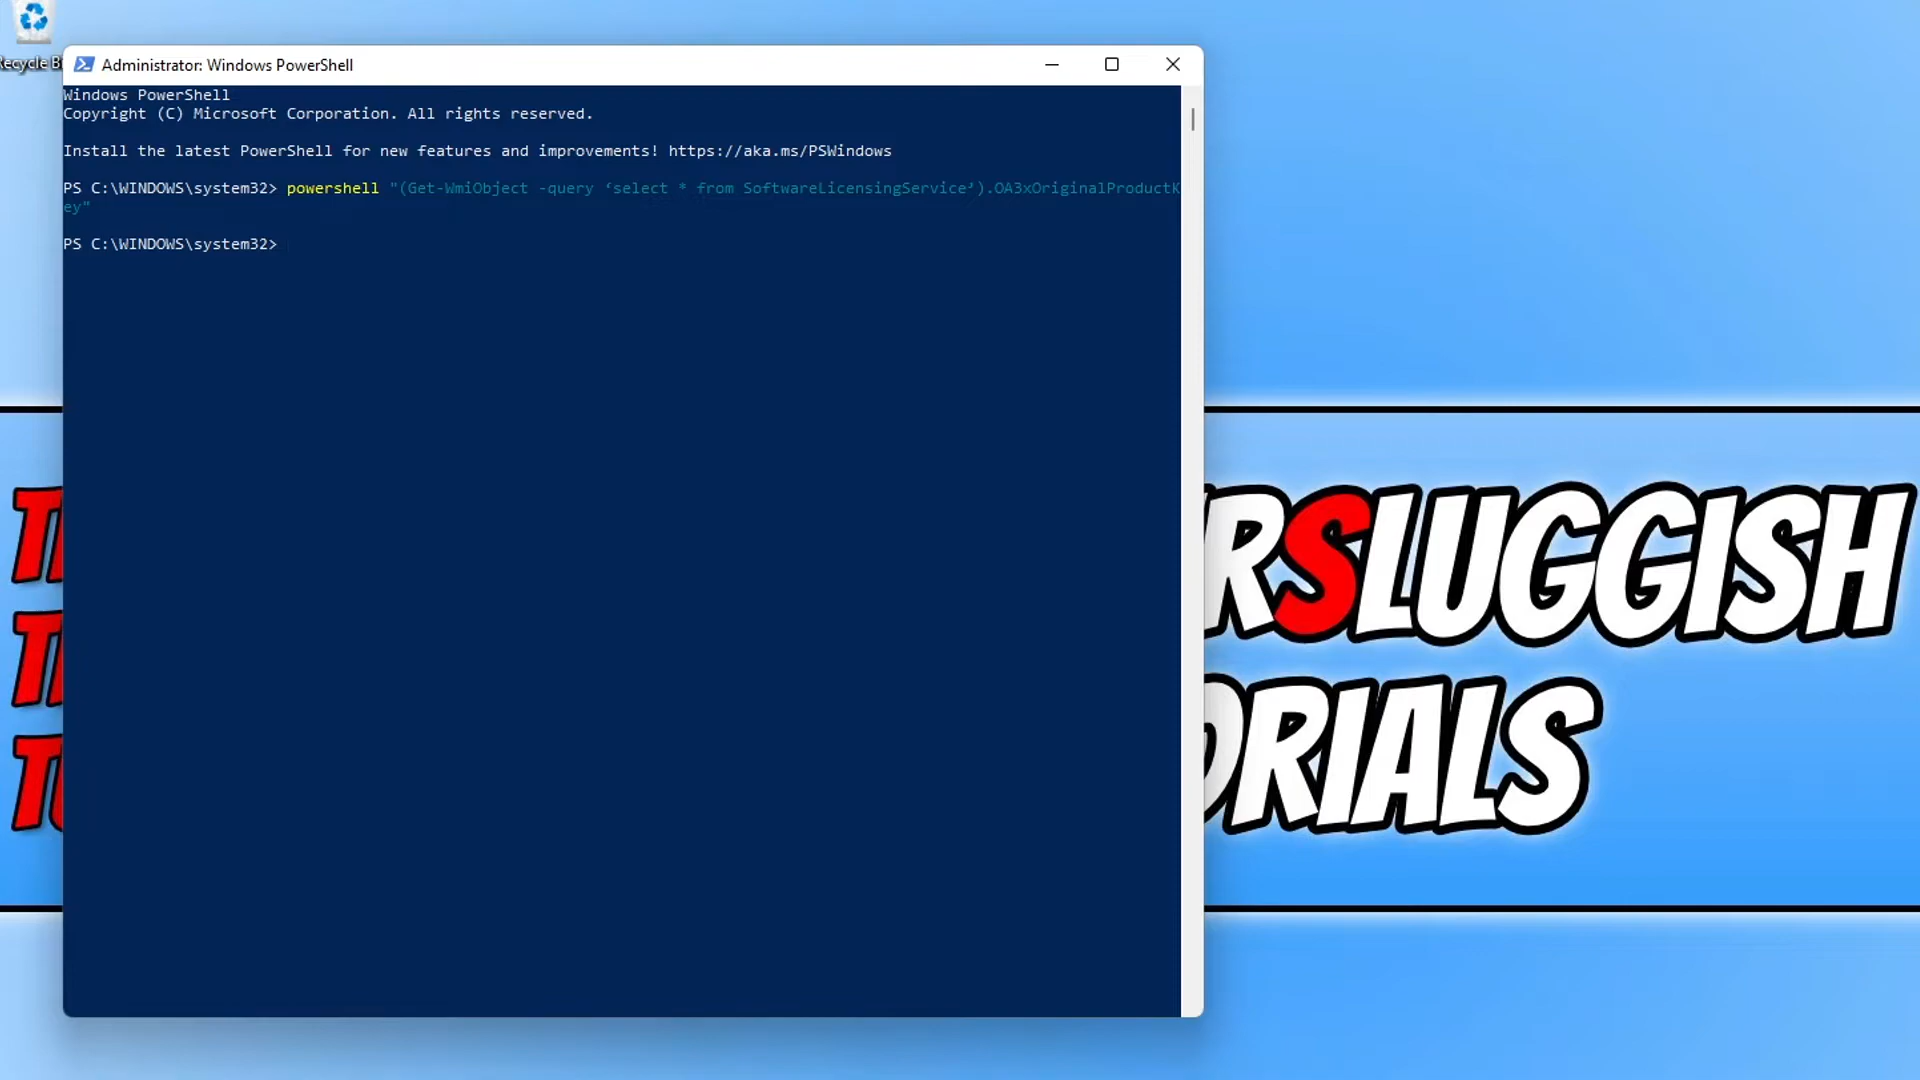 Recycle Bi
Administrator: Windows PowerShell
Windows PowerShell
Copyright (C) Microsoft Corporation. All rights reserved.
Install the latest PowerShell for new features and improvements! https://aka.ms/PSWindows
PS C:\WINDOWS\system32> powershell "(Get-WmiObject -query ‘select * from SoftwareLicensingService’).OA3xOriginalProductK
ey"
PS C:\WINDOWS\system32>
RSLUGGISH
ORIALS